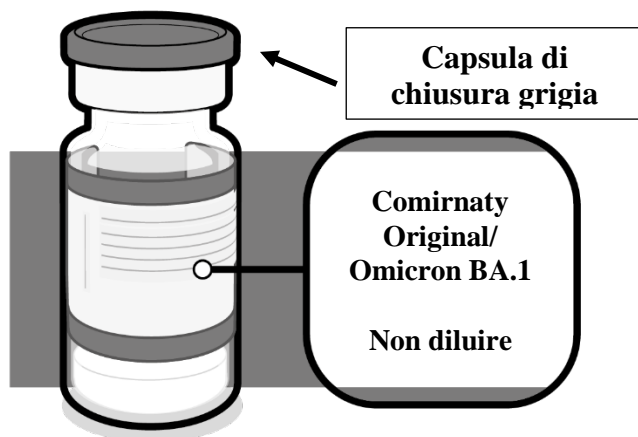 Capsula di
chiusura grigia
Comirnaty
Original/
Omicron BA.1
Non diluire